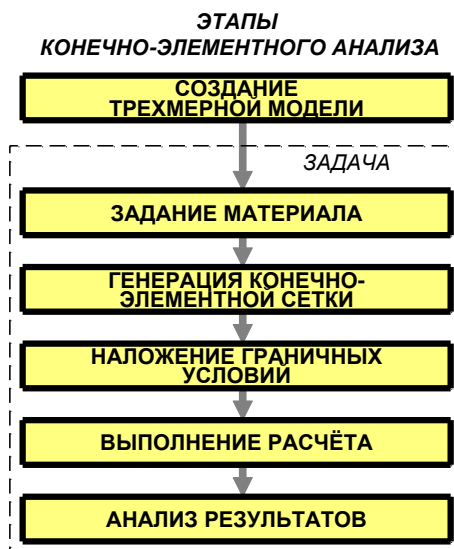 ЭТАПЫ
КОНЕЧНО-ЭЛЕМЕНТНОГО АНАЛИЗА
СОЗДАНИЕ
ТРЕХМЕРНОЙ МОДЕЛИ
ЗАДАЧА
ЗАДАНИЕ МАТЕРИАЛА
ГЕНЕРАЦИЯ КОНЕЧНО-
ЭЛЕМЕНТНОЙ СЕТКИ
НАЛОЖЕНИЕ ГРАНИЧНЫХ
УСЛОВИЙ
ВЫПОЛНЕНИЕ РАСЧЁТА
АНАЛИЗ РЕЗУЛЬТАТОВ